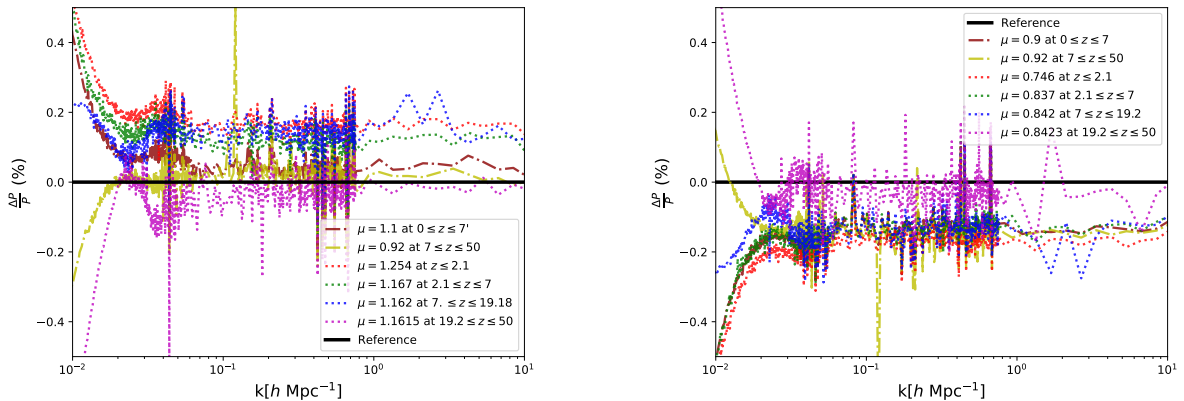 0.4
0.2
0.0
−0.2
−0.4
ΔP/P (%)
μ = 1.1 at 0 ≤ z ≤ 7'
μ = 0.92 at 7 ≤ z ≤ 50
μ = 1.254 at z ≤ 2.1
μ = 1.167 at 2.1 ≤ z ≤ 7
μ = 1.162 at 7. ≤ z ≤ 19.18
μ = 1.1615 at 19.2 ≤ z ≤ 50
Reference
10⁻² 10⁻¹ 10⁰ 10¹
k[h Mpc⁻¹]
0.4
0.2
0.0
−0.2
−0.4
ΔP/P (%)
Reference
μ = 0.9 at 0 ≤ z ≤ 7
μ = 0.92 at 7 ≤ z ≤ 50
μ = 0.746 at z ≤ 2.1
μ = 0.837 at 2.1 ≤ z ≤ 7
μ = 0.842 at 7 ≤ z ≤ 19.2
μ = 0.8423 at 19.2 ≤ z ≤ 50
10⁻² 10⁻¹ 10⁰ 10¹
k[h Mpc⁻¹]